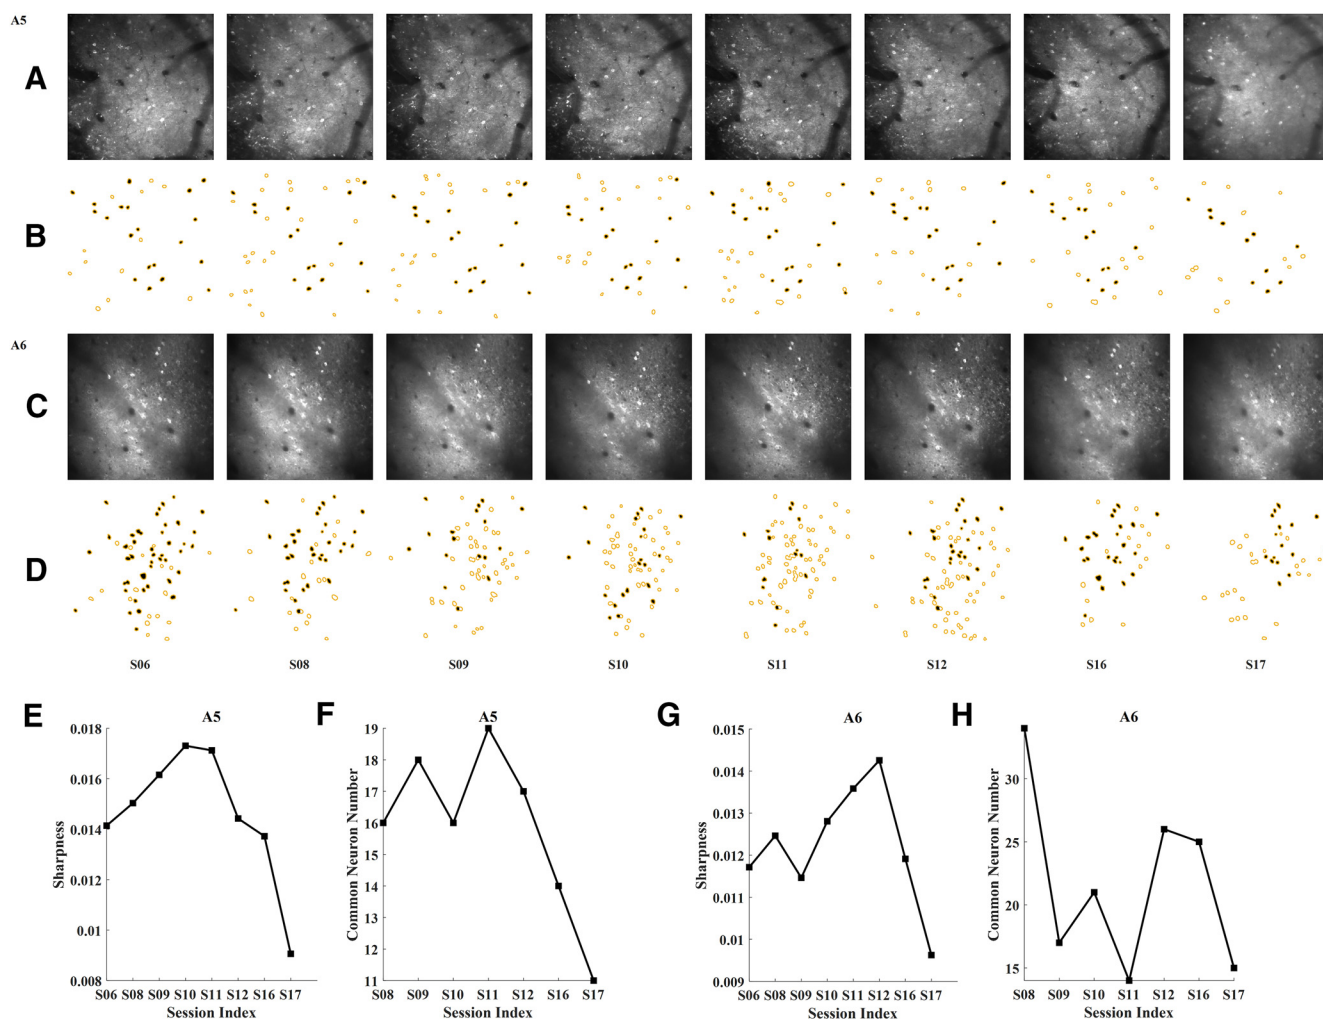 A5
A
B
A6
C
D
S06 S08 S09 S10 S11 S12 S16 S17
E A5
0.018
0.016
0.014
0.012
0.01
0.008
Sharpness
S06 S08 S09 S10 S11 S12 S16 S17
Session Index
F A5
19
18
17
16
15
14
13
12
11
Common Neuron Number
S08 S09 S10 S11 S12 S16 S17
Session Index
G A6
0.015
0.014
0.013
0.012
0.011
0.01
0.009
Sharpness
S06 S08 S09 S10 S11 S12 S16 S17
Session Index
H A6
30
25
20
15
Common Neuron Number
S08 S09 S10 S11 S12 S16 S17
Session Index